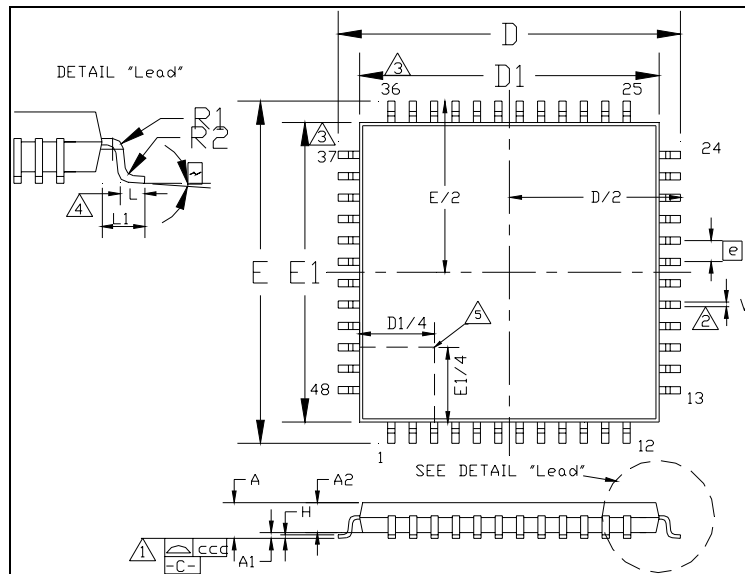 D
DETAIL "Lead"
3
D1
36
25
R1
R2
3
37
24
E/2
D/2
4
L
L1
e
E
E1
2
D1/4
5
E1/4
48
13
1
12
SEE DETAIL "Lead"
A
A2
H
1
ccc
A1
-C-